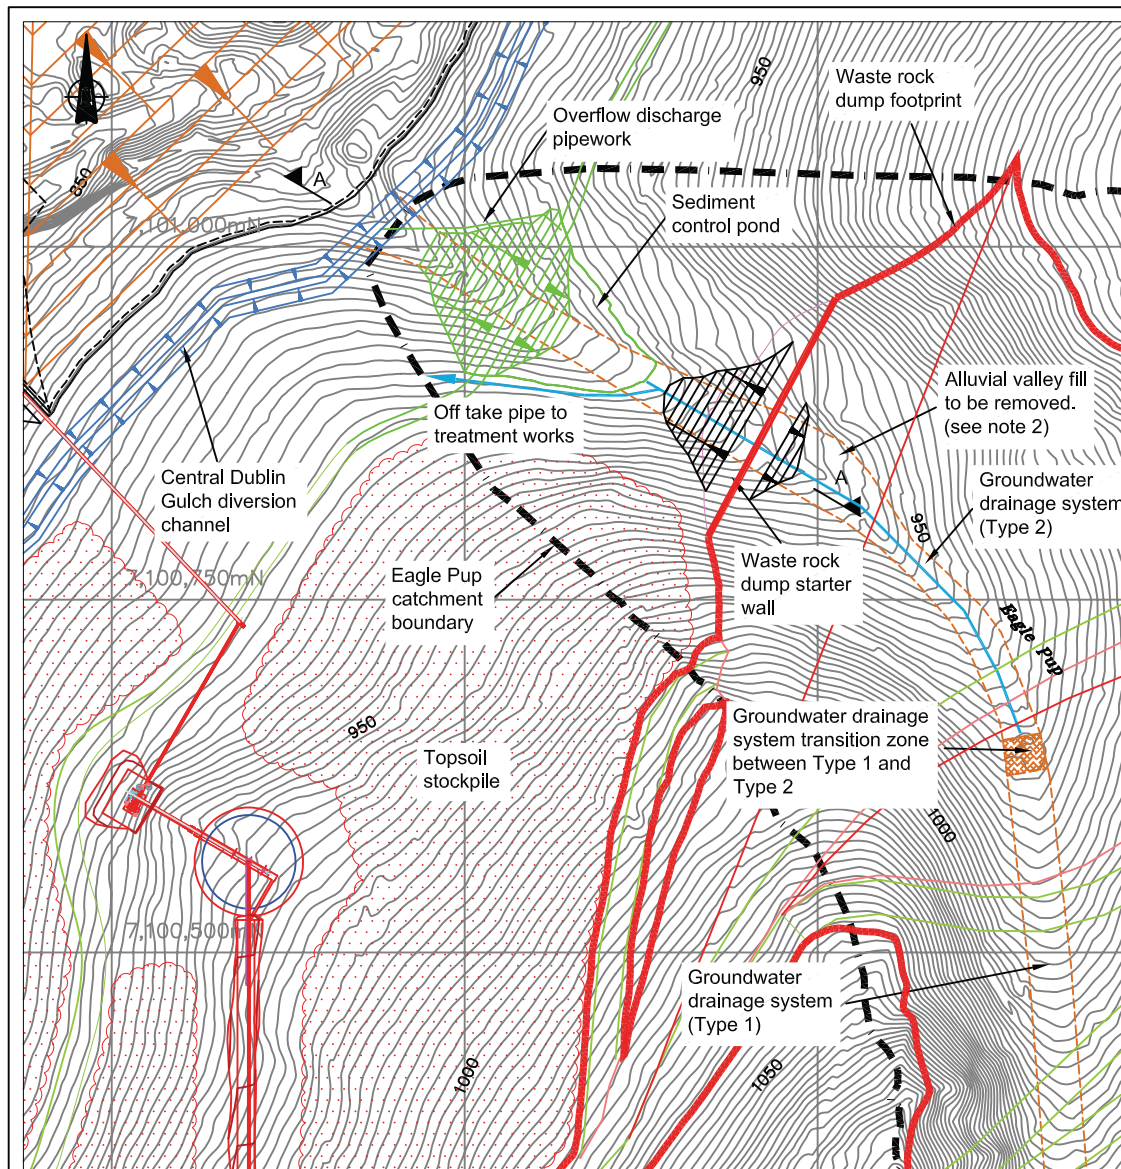 950
Waste rock
dump footprint
Overflow discharge
pipework
850
A
Sediment
control pond
7,101,000mN
Alluvial valley fill
to be removed.
(see note 2)
Off take pipe to
treatment works
Central Dublin
Gulch diversion
channel
A
Groundwater
drainage system
(Type 2)
950
Waste rock
dump starter
wall
Eagle Pup
catchment
boundary
7,100,750mN
Eagle Pup
950
Topsoil
stockpile
Groundwater drainage
system transition zone
between Type 1 and
Type 2
1000
7,100,500mN
Groundwater
drainage system
(Type 1)
1000
1050